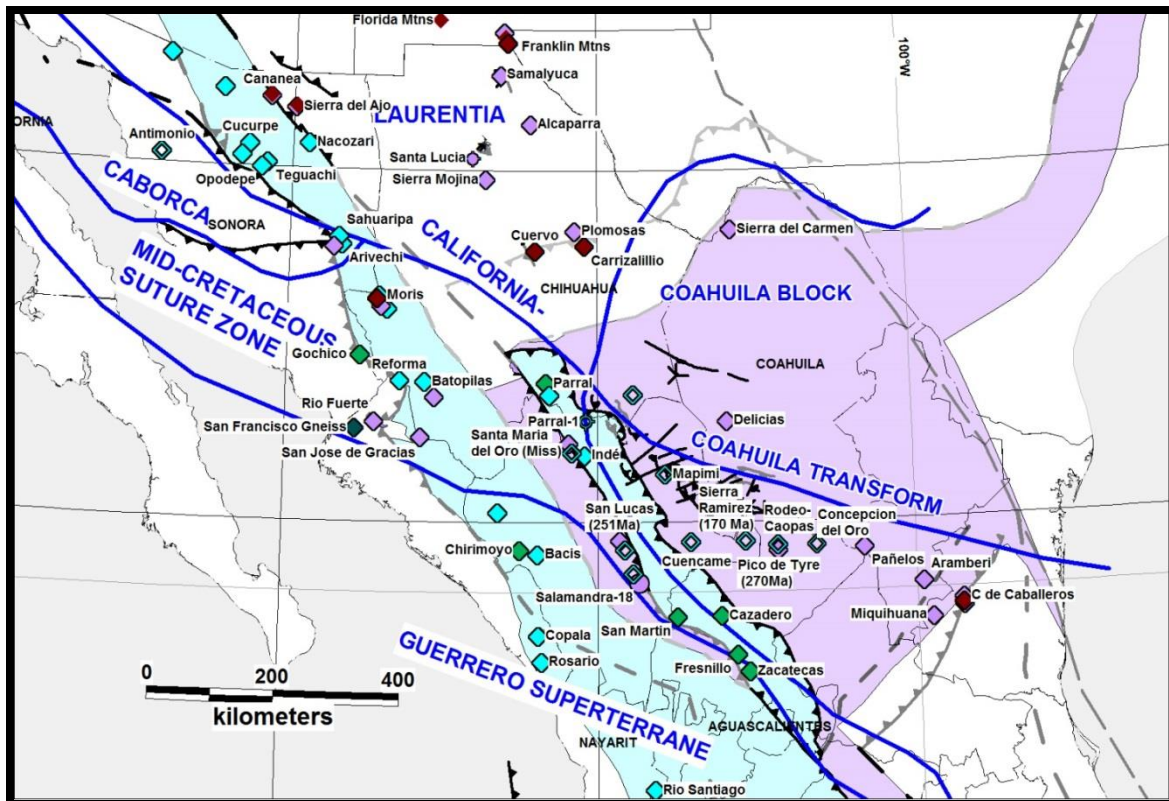 Florida Mtns
Franklin Mtns
100°W
Cananea
Samalyuca
Sierra del Ajo
LAURENTIA
ORNIA
Antimonio
Cucurpe
Nacozari
Alcaparra
Santa Lucia
Opodepe
Teguachi
Sierra Mojina
CABORCA
SONORA
Sahuaripa
CALIFORNIA-
Cuervo
Plomosas
Sierra del Carmen
Arivechi
Carrizalillio
MID-CRETACEOUS
SUTURE ZONE
CHIHUAHUA
Moris
COAHUILA BLOCK
Gochico
COAHUILA
Reforma
Batopilas
Parral
Rio Fuerte
Parral-1
Delicias
San Francisco Gneiss
Santa Maria
del Oro (Miss)
Indé
COAHUILA TRANSFORM
San Jose de Gracias
Mapimi
Sierra
Ramirez
(170 Ma)
San Lucas
(251Ma)
Rodeo-
Caopas
Concepcion
del Oro
Chirimoyo
Bacis
Cuencame
Pico de Tyre
(270Ma)
Pañelos
Aramberi
Salamandra-18
C de Caballeros
Miquihuana
San Martin
Cazadero
Copala
Rosario
GUERRERO SUPERTERRANE
Fresnillo
Zacatecas
0 200 400
kilometers
AGUASCALIENTES
NAYARIT
Rio Santiago